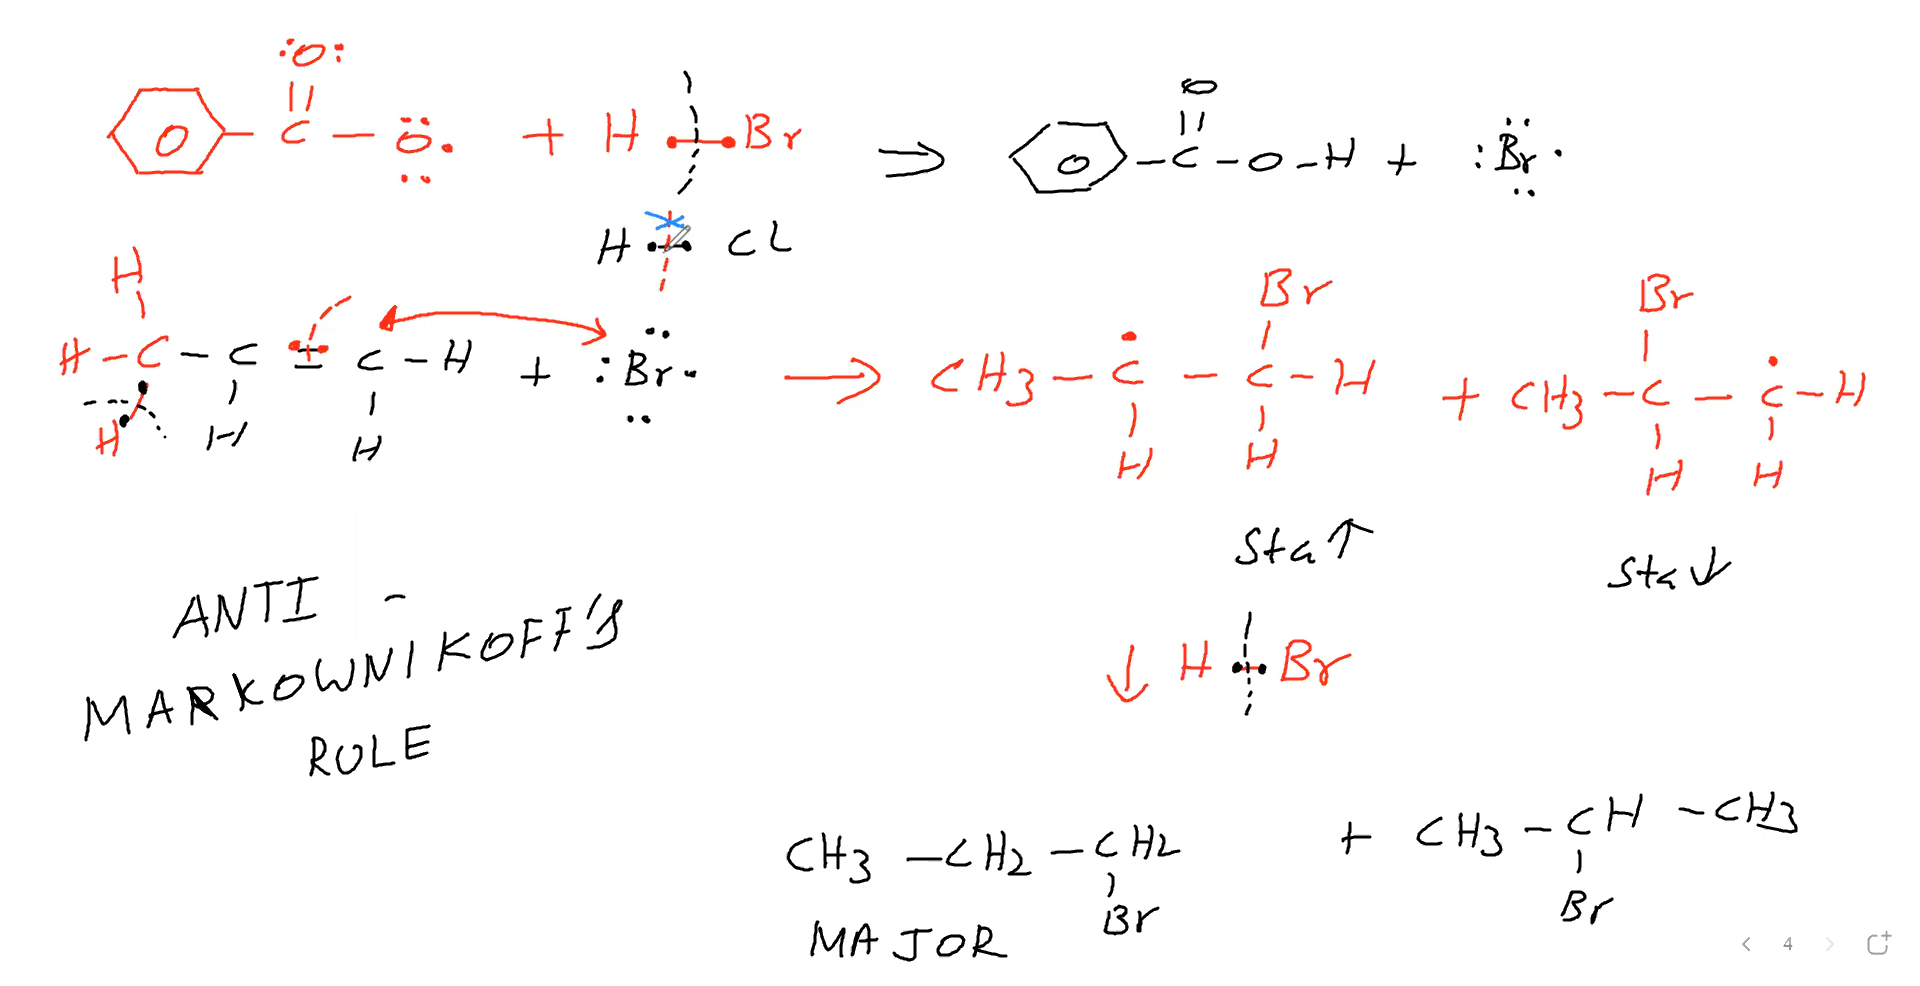 :O:
O
||
C — O. + H — Br ⇒ C — O — H + :Br.
H — CL
H
H — C — C = C — H + :Br. → CH3 — C — C — H + CH3 — C — C — H
Br Br
H H H
H H H H
Sta↑ Sta↓
ANTI -
MARKOWNIKOFF'S
RULE
↓ H — Br
CH3 — CH2 — CH2 + CH3 — CH — CH3
Br Br
MAJOR
< 4 >